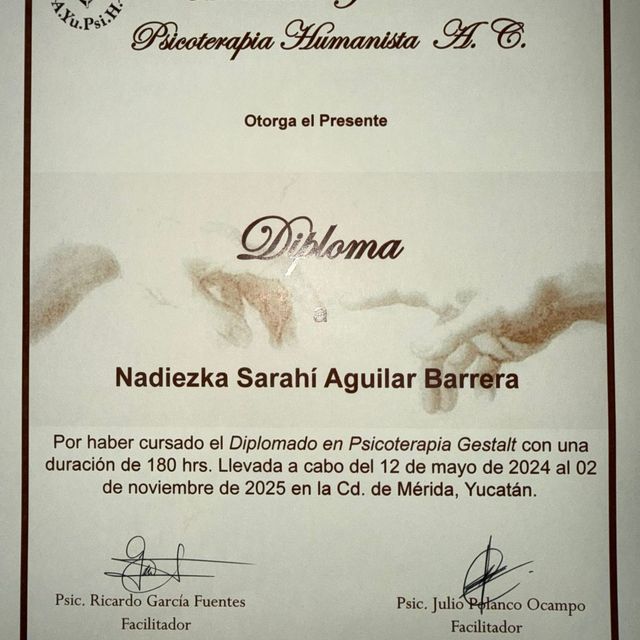 A.Yu.Psi.H.
Psicoterapia Humanista A. C.
Otorga el Presente
Diploma
a
Nadiezka Sarahí Aguilar Barrera
Por haber cursado el Diplomado en Psicoterapia Gestalt con una
duración de 180 hrs. Llevada a cabo del 12 de mayo de 2024 al 02
de noviembre de 2025 en la Cd. de Mérida, Yucatán.
Psic. Ricardo García Fuentes
Facilitador
Psic. Julio Polanco Ocampo
Facilitador